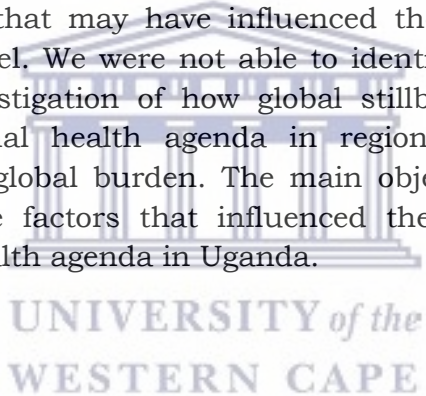 that may have influenced th
el. We were not able to identi
stigation of how global stillb
al health agenda in region
global burden. The main obje
e factors that influenced the
alth agenda in Uganda.
UNIVERSITY of the
WESTERN CAPE